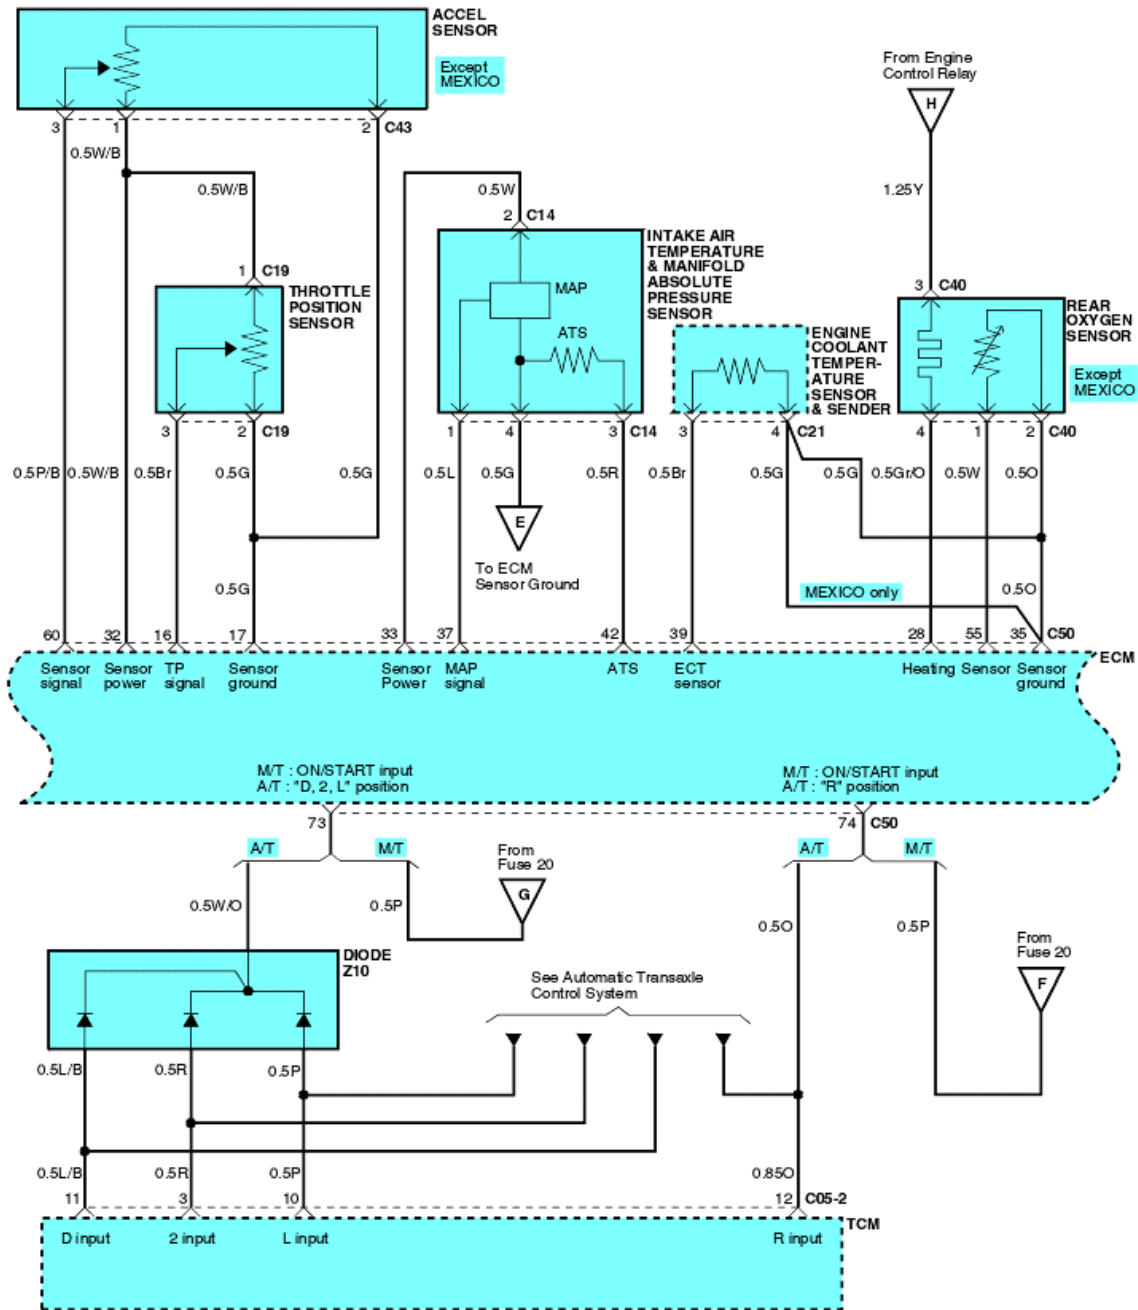 ACCEL
SENSOR
Except
MEXICO
From Engine
Control Relay
H
3
1
2
C43
0.5W/B
0.5W/B
0.5W
1.25Y
2
C14
INTAKE AIR
TEMPERATURE
& MANIFOLD
ABSOLUTE
PRESSURE
SENSOR
1
C19
THROTTLE
POSITION
SENSOR
MAP
ATS
3
C40
REAR
OXYGEN
SENSOR
Except
MEXICO
ENGINE
COOLANT
TEMPER-
ATURE
SENSOR
& SENDER
3
2
C19
1
4
3
C14
3
4
C21
4
1
2
C40
0.5P/B
0.5W/B
0.5Br
0.5G
0.5G
0.5L
0.5G
0.5R
0.5Br
0.5G
0.5G
0.5Gr/O
0.5W
0.5O
E
To ECM
Sensor Ground
0.5G
MEXICO only
0.5O
60
32
16
17
33
37
42
39
28
55
35
C50
ECM
Sensor
signal
Sensor
power
TP
signal
Sensor
ground
Sensor
Power
MAP
signal
ATS
ECT
sensor
Heating
Sensor
Sensor
ground
M/T : ON/START input
A/T : "D, 2, L" position
M/T : ON/START input
A/T : "R" position
73
74
C50
A/T
M/T
From
Fuse 20
G
A/T
M/T
0.5W/O
0.5P
0.5O
0.5P
From
Fuse 20
F
DIODE
Z10
See Automatic Transaxle
Control System
0.5L/B
0.5R
0.5P
0.5L/B
0.5R
0.5P
0.85O
11
3
10
12
C05-2
TCM
D input
2 input
L input
R input